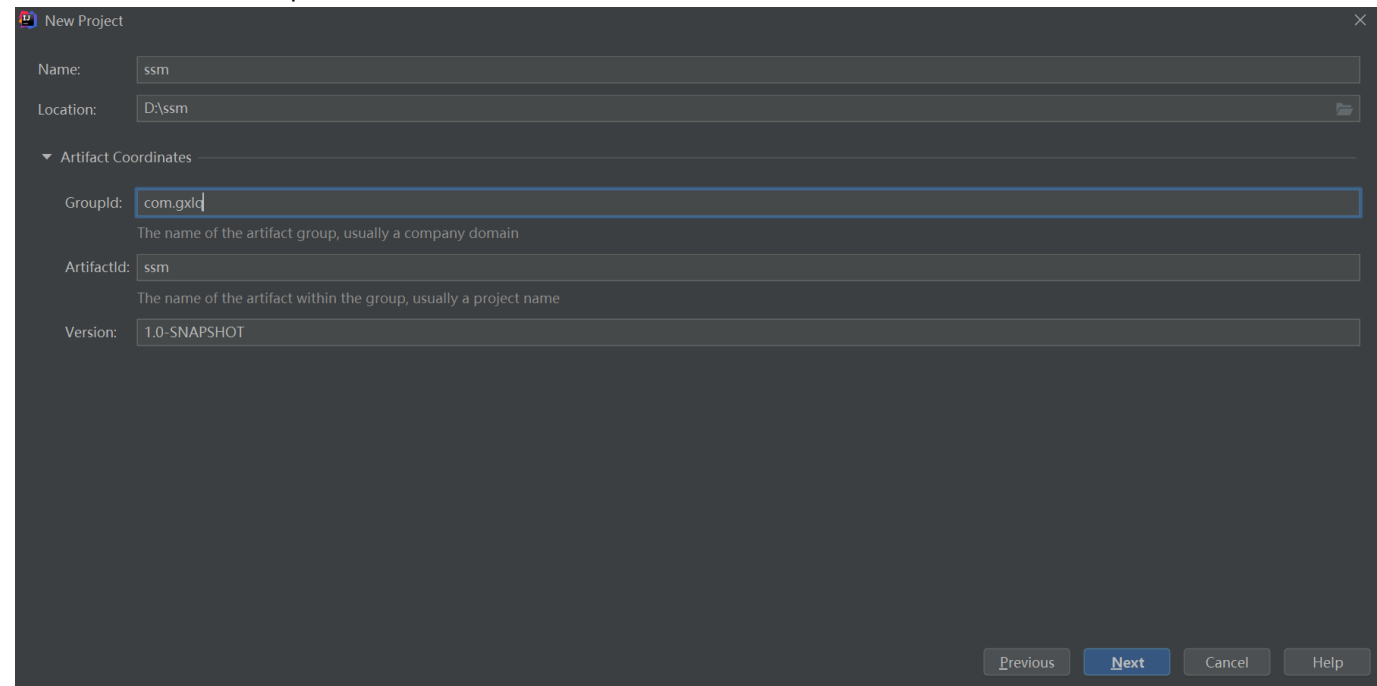 New Project
Name: ssm
Location: D:\ssm
Artifact Coordinates
GroupId: com.gxlq
The name of the artifact group, usually a company domain
ArtifactId: ssm
The name of the artifact within the group, usually a project name
Version: 1.0-SNAPSHOT
Previous Next Cancel Help